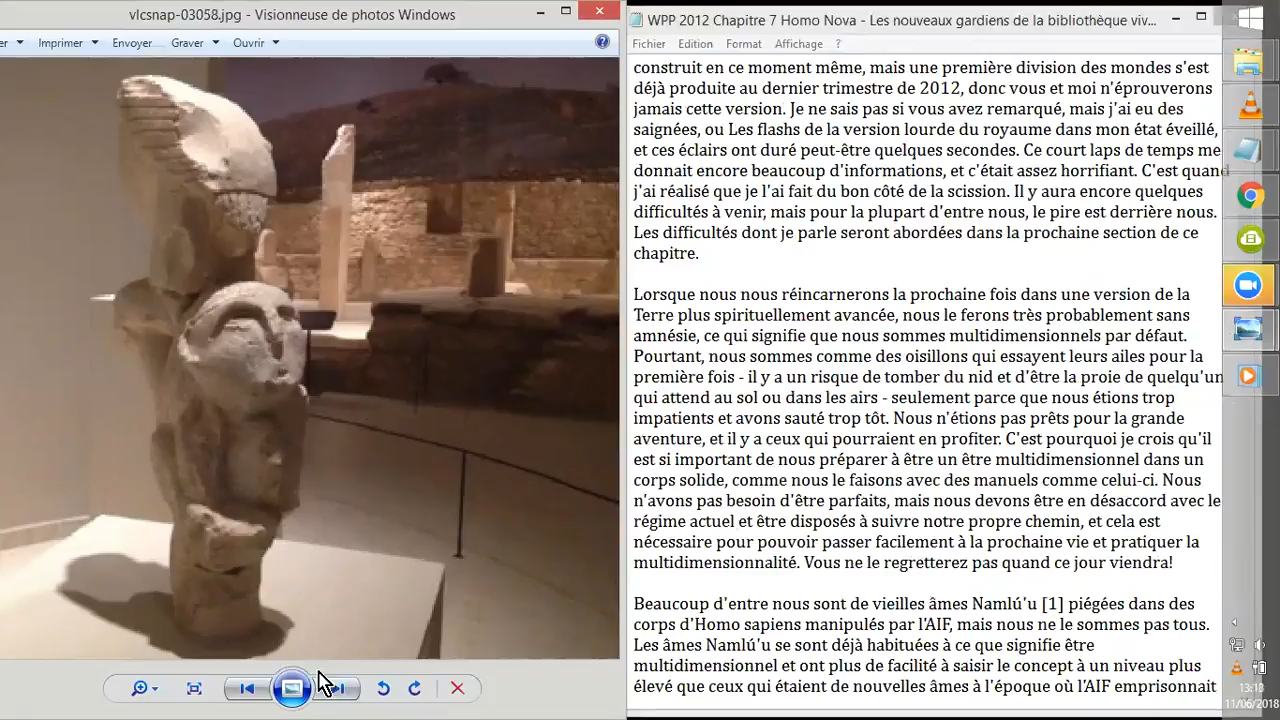 vlcsnap-03058.jpg - Visionneuse de photos Windows
Imprimer Envoyer Graver Ouvrir
WPP 2012 Chapitre 7 Homo Nova - Les nouveaux gardiens de la bibliothèque viv...
Fichier Edition Format Affichage ?
construit en ce moment même, mais une première division des mondes s'est
déjà produite au dernier trimestre de 2012, donc vous et moi n'éprouverons
jamais cette version. Je ne sais pas si vous avez remarqué, mais j'ai eu des
saignées, ou Les flashs de la version lourde du royaume dans mon état éveillé,
et ces éclairs ont duré peut-être quelques secondes. Ce court laps de temps me
donnait encore beaucoup d'informations, et c'était assez horrifiant. C'est quand
j'ai réalisé que je l'ai fait du bon côté de la scission. Il y aura encore quelques
difficultés à venir, mais pour la plupart d'entre nous, le pire est derrière nous.
Les difficultés dont je parle seront abordées dans la prochaine section de ce
chapitre.
Lorsque nous nous réincarnerons la prochaine fois dans une version de la
Terre plus spirituellement avancée, nous le ferons très probablement sans
amnésie, ce qui signifie que nous sommes multidimensionnels par défaut.
Pourtant, nous sommes comme des oisillons qui essayent leurs ailes pour la
première fois - il y a un risque de tomber du nid et d'être la proie de quelqu'un
qui attend au sol ou dans les airs - seulement parce que nous étions trop
impatients et avons sauté trop tôt. Nous n'étions pas prêts pour la grande
aventure, et il y a ceux qui pourraient en profiter. C'est pourquoi je crois qu'il
est si important de nous préparer à être un être multidimensionnel dans un
corps solide, comme nous le faisons avec des manuels comme celui-ci. Nous
n'avons pas besoin d'être parfaits, mais nous devons être en désaccord avec le
régime actuel et être disposés à suivre notre propre chemin, et cela est
nécessaire pour pouvoir passer facilement à la prochaine vie et pratiquer la
multidimensionnalité. Vous ne le regretterez pas quand ce jour viendra!
Beaucoup d'entre nous sont de vieilles âmes Namlú'u [1] piégées dans des
corps d'Homo sapiens manipulés par l'AIF, mais nous ne le sommes pas tous.
Les âmes Namlú'u se sont déjà habituées à ce que signifie être
multidimensionnel et ont plus de facilité à saisir le concept à un niveau plus
élevé que ceux qui étaient de nouvelles âmes à l'époque où l'AIF emprisonnait
13:13
11/06/2018